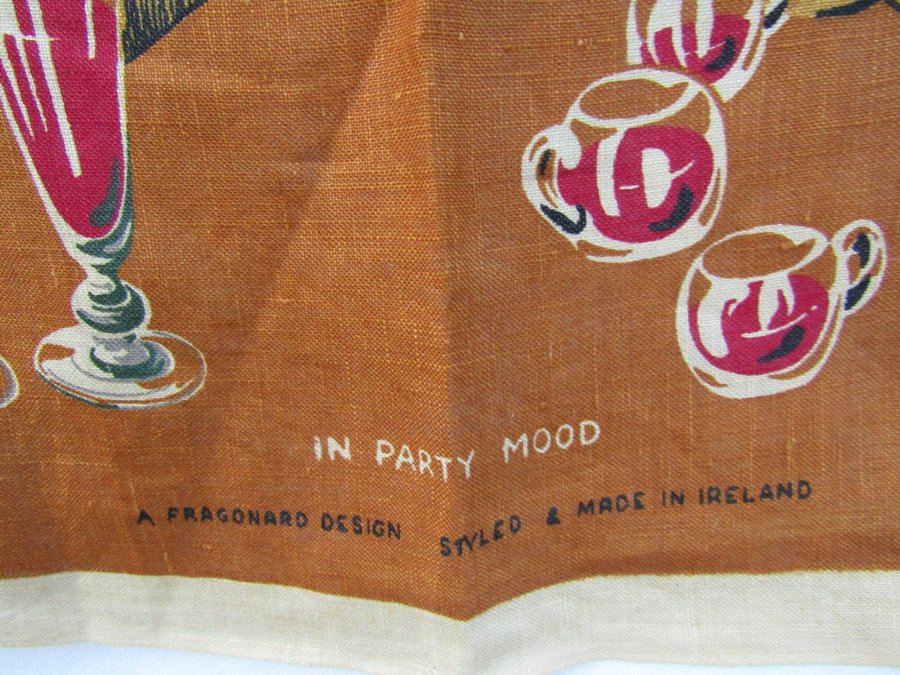 iN PARTY MOOD
A FRAGONARD DESIGN STYLED & MADE IN IRELAND